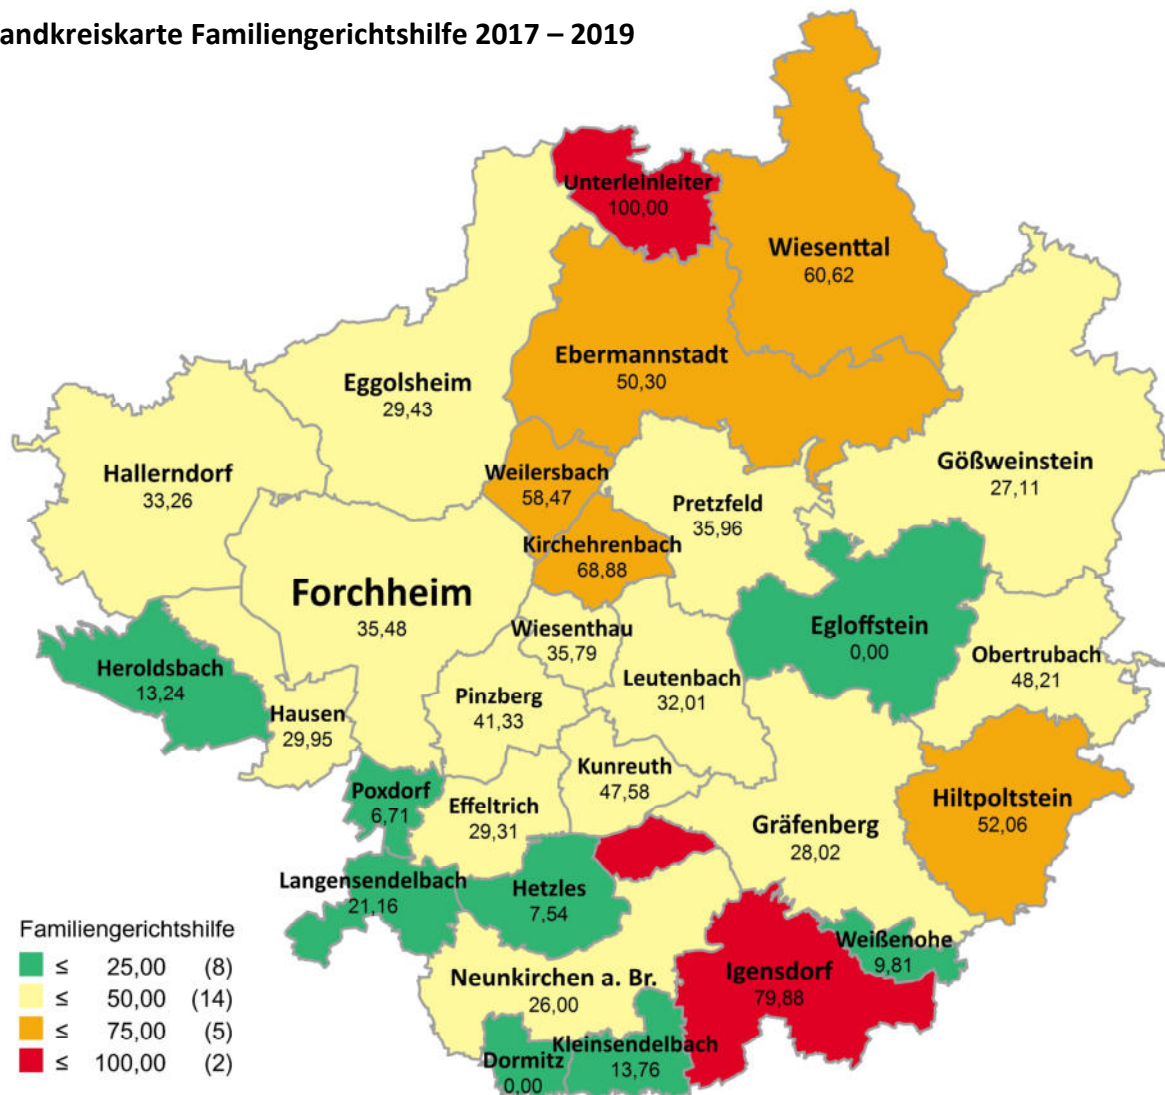 andkreiskarte Familiengerichtshilfe 2017 – 2019
Unterleinleiter
100,00
Wiesenttal
60,62
Ebermannstadt
50,30
Eggolsheim
29,43
Hallerndorf
33,26
Weilersbach
58,47
Gößweinstein
27,11
Pretzfeld
35,96
Kirchehrenbach
68,88
Forchheim
35,48
Wiesenthau
35,79
Egloffstein
0,00
Obertrubach
48,21
Heroldsbach
13,24
Leutenbach
32,01
Pinzberg
41,33
Hausen
29,95
Kunreuth
47,58
Poxdorf
6,71
Effeltrich
29,31
Hiltpoltstein
52,06
Gräfenberg
28,02
Langensendelbach
21,16
Hetzles
7,54
Weißenohe
9,81
Neunkirchen a. Br.
26,00
Igensdorf
79,88
Dormitz
0,00
Kleinsendelbach
13,76
Familiengerichtshilfe
≤ 25,00 (8)
≤ 50,00 (14)
≤ 75,00 (5)
≤ 100,00 (2)